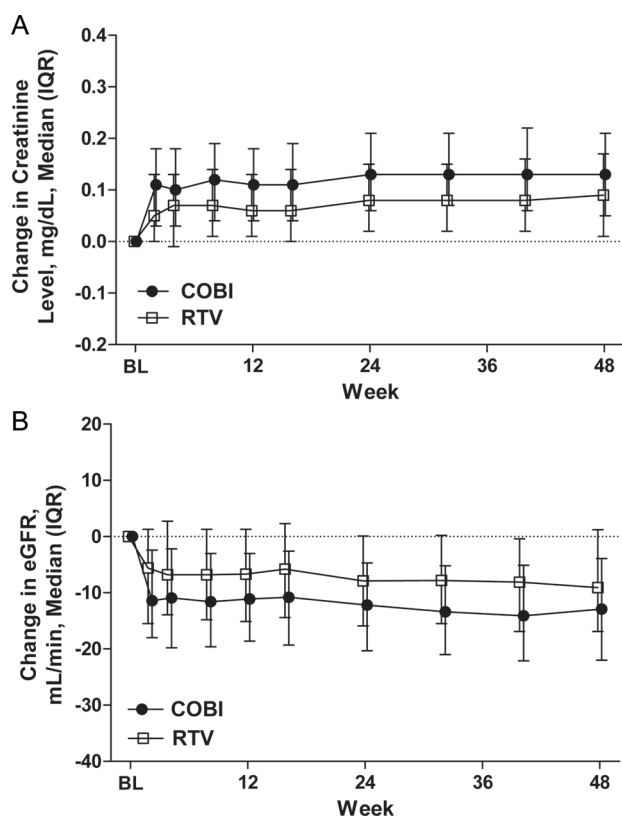 A
Change in Creatinine
Level, mg/dL, Median (IQR)
0.4
0.3
0.2
0.1
0.0
-0.1
-0.2
COBI
RTV
BL
12
24
36
48
Week
B
Change in eGFR,
mL/min, Median (IQR)
20
10
0
-10
-20
-30
-40
COBI
RTV
BL
12
24
36
48
Week